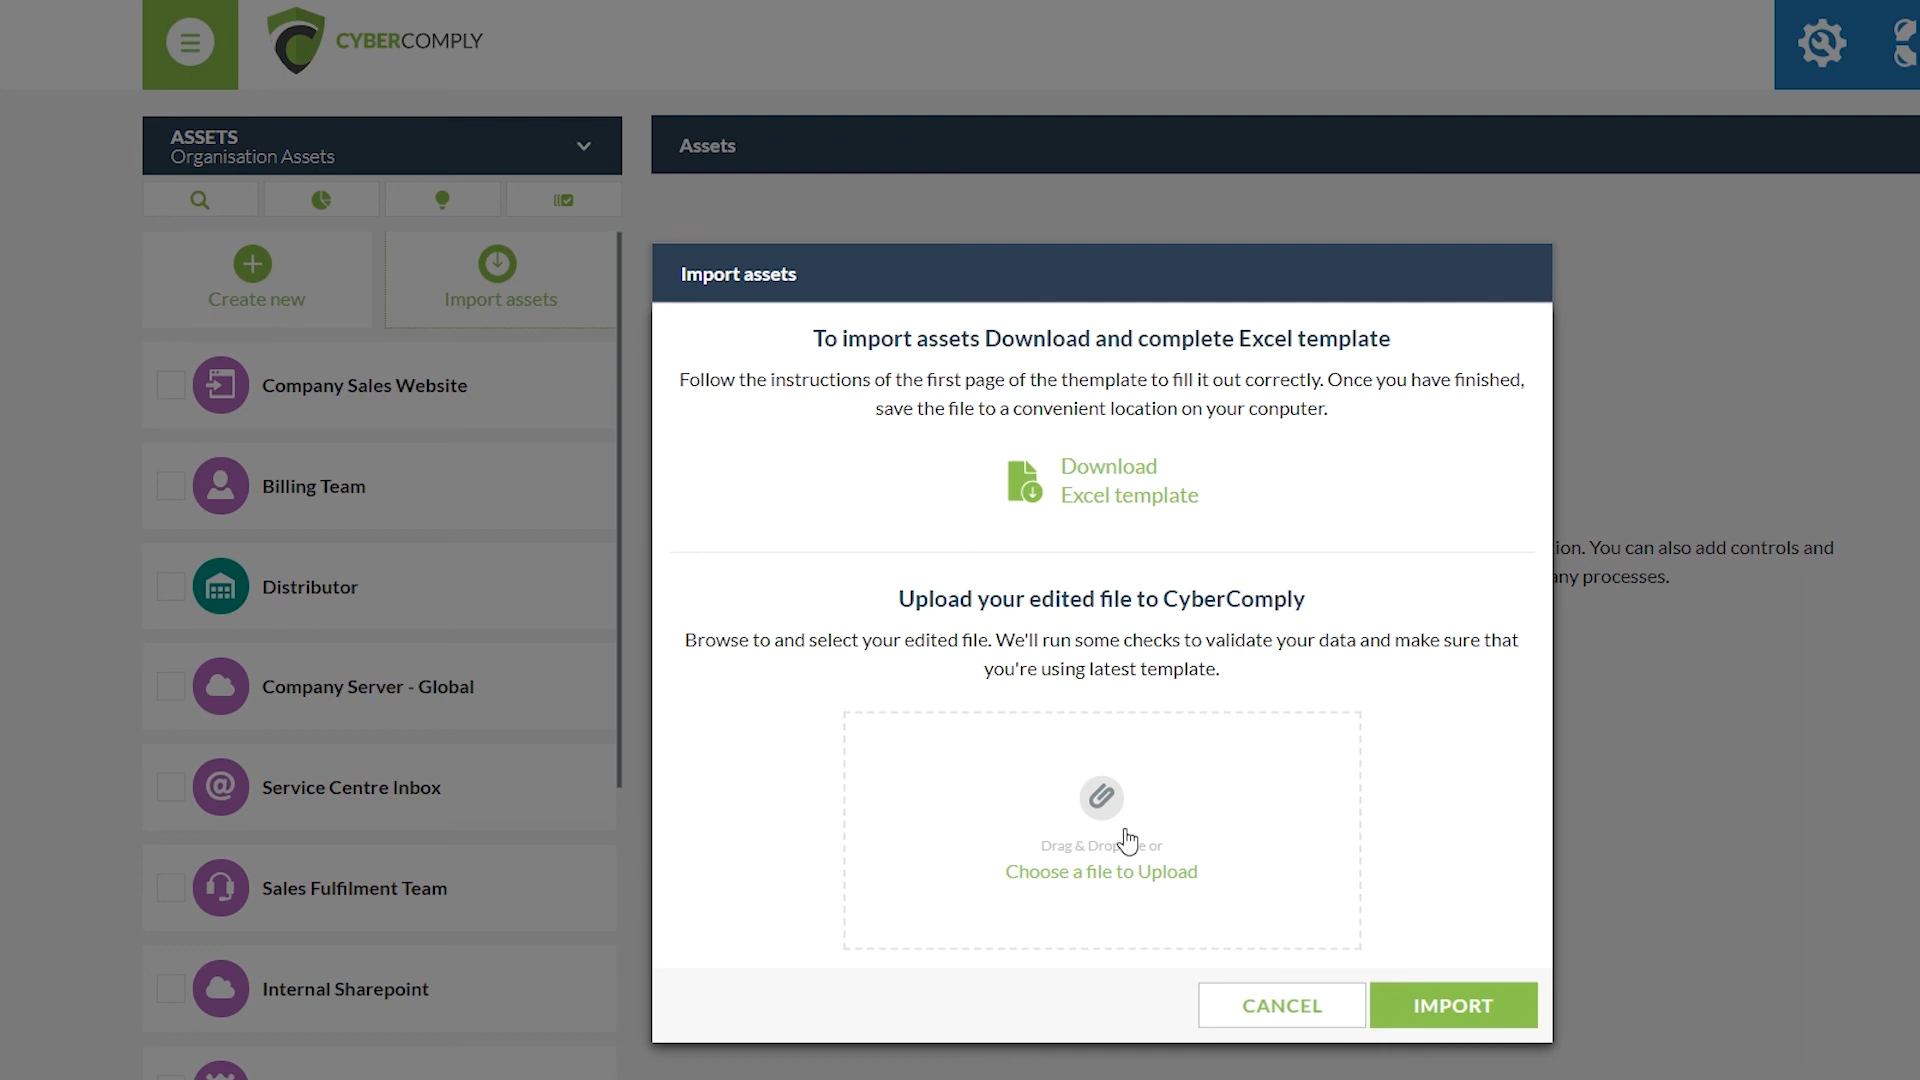 CYBERCOMPLY
ASSETS
Organisation Assets
Assets
Create new
Import assets
Company Sales Website
Billing Team
Distributor
Company Server - Global
Service Centre Inbox
Sales Fulfilment Team
Internal Sharepoint
Import assets
To import assets Download and complete Excel template
Follow the instructions of the first page of the themplate to fill it out correctly. Once you have finished,
save the file to a convenient location on your conputer.
Download
Excel template
ion. You can also add controls and
any processes.
Upload your edited file to CyberComply
Browse to and select your edited file. We'll run some checks to validate your data and make sure that
you're using latest template.
Drag & Drop or
Choose a file to Upload
CANCEL
IMPORT